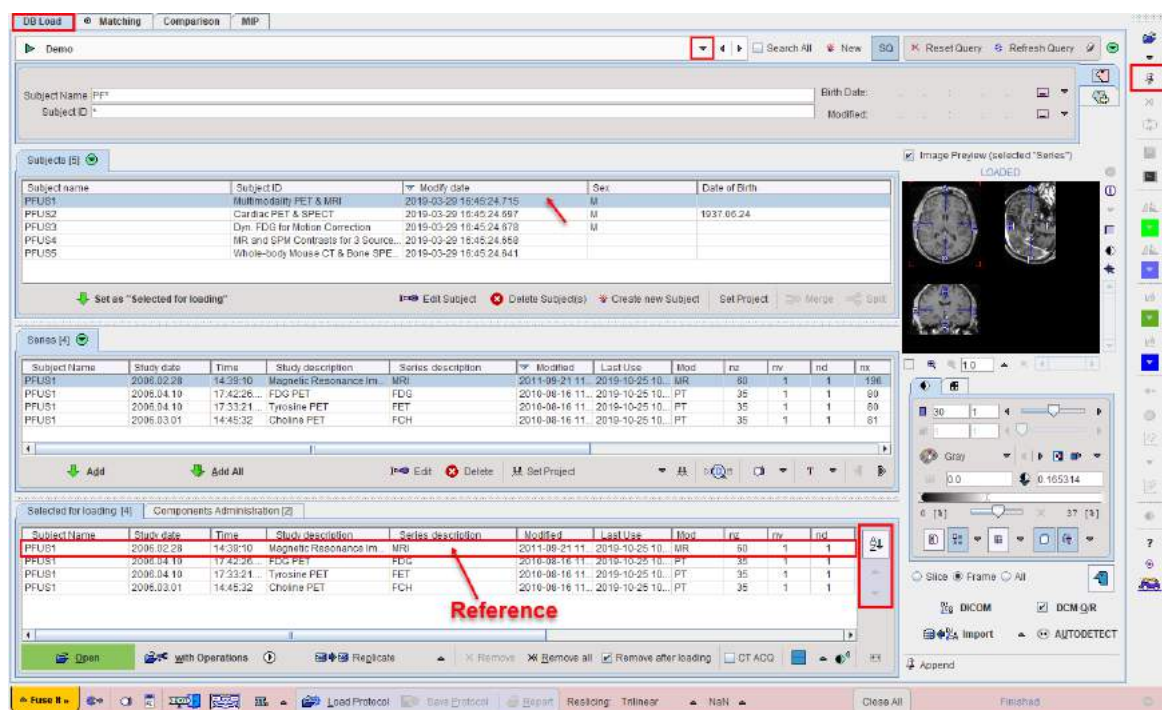 DB Load Matching Comparison MIP
Demo Search All New SQ Reset Query Refresh Query
Subject Name PF*
Subject ID *
Birth Date:
Modified:
Subjects [5]
Subject name Subject ID Modify date Sex Date of Birth
PFUS1 Multimodality PET & MRI 2019-03-29 16:45:24.715 M
PFUS2 Cardiac PET & SPECT 2019-03-29 16:45:24.697 M 1937.06.24
PFUS3 Dyn. FDG for Motion Correction 2019-03-29 16:45:24.678 M
PFUS4 MR and SPM Contrasts for 3 Source... 2019-03-29 16:45:24.658
PFUS5 Whole-body Mouse CT & Bone SPE... 2019-03-29 16:45:24.641
Set as "Selected for loading" Edit Subject Delete Subject(s) Create new Subject Set Project Merge Split
Image Preview (selected "Series")
LOADED
Series [4]
Subject Name Study date Time Study description Series description Modified Last Use Mod nz nv nd nx
PFUS1 2006.02.28 14:39:10 Magnetic Resonance Im... MRI 2011-09-21 11... 2019-10-25 10... MR 60 1 1 196
PFUS1 2006.04.10 17:42:26... FDG PET FDG 2010-08-16 11... 2019-10-25 10... PT 35 1 1 80
PFUS1 2006.04.10 17:33:21... Tyrosine PET FET 2010-08-16 11... 2019-10-25 10... PT 35 1 1 80
PFUS1 2006.03.01 14:45:32 Choline PET FCH 2010-08-16 11... 2019-10-25 10... PT 35 1 1 81
Add Add All Edit Delete Set Project T
1.0
30 1
1 1
Gray
0.0 0.165314
0 [%] 37 [%]
Selected for loading [4] Components Administration [2]
Subject Name Study date Time Study description Series description Modified Last Use Mod nz nv nd
PFUS1 2006.02.28 14:39:10 Magnetic Resonance Im... MRI 2011-09-21 11... 2019-10-25 10... MR 60 1 1
PFUS1 2006.04.10 17:42:26... FDG PET FDG 2010-08-16 11... 2019-10-25 10... PT 35 1 1
PFUS1 2006.04.10 17:33:21... Tyrosine PET FET 2010-08-16 11... 2019-10-25 10... PT 35 1 1
PFUS1 2006.03.01 14:45:32 Choline PET FCH 2010-08-16 11... 2019-10-25 10... PT 35 1 1
Reference
Slice Frame All
DICOM DCM Q/R
Import AUTODETECT
Append
Open with Operations Replicate Remove Remove all Remove after loading CT ACQ
Fuse It Load Protocol Save Protocol Report Reslicing: Trilinear NaN Close All Finished